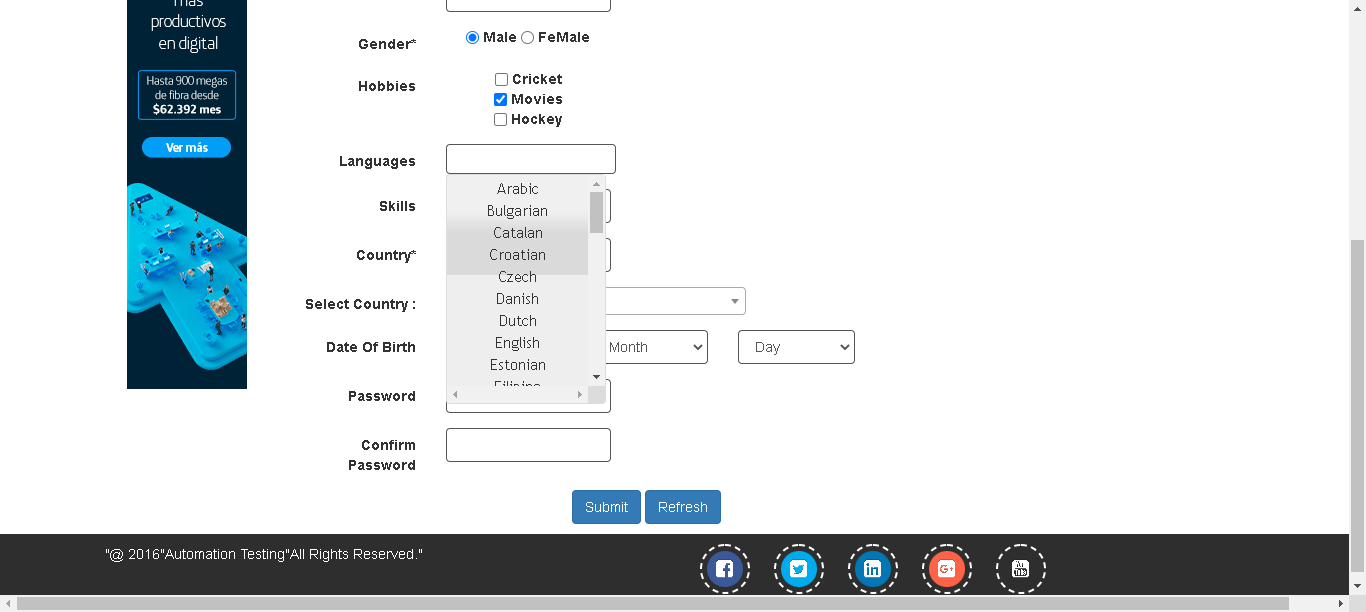 más
productivos
en digital
Hasta 900 megas
de fibra desde
$62.392 mes
Ver más
Gender*
Male FeMale
Hobbies
Cricket
Movies
Hockey
Languages
Arabic
Bulgarian
Catalan
Croatian
Czech
Danish
Dutch
English
Estonian
Filipino
Skills
Country*
Select Country :
Date Of Birth
Month
Day
Password
Confirm
Password
Submit
Refresh
"@ 2016"Automation Testing"All Rights Reserved."